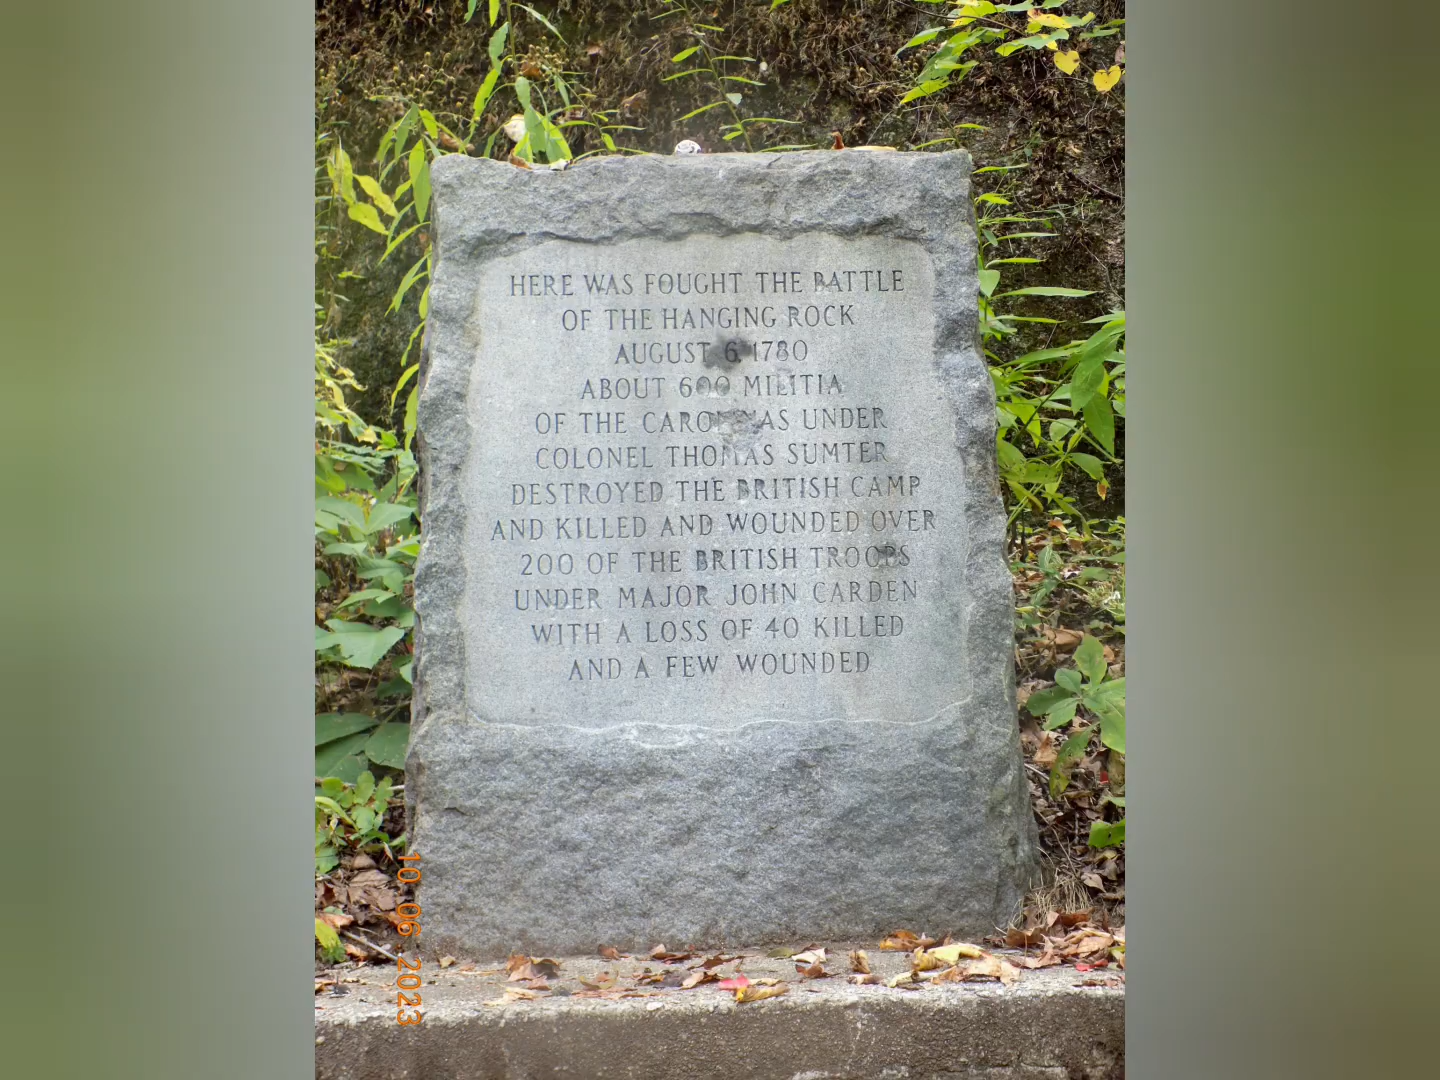 HERE WAS FOUGHT THE BATTLE
OF THE HANGING ROCK
AUGUST 6, 1780
ABOUT 600 MILITIA
OF THE CAROLINAS UNDER
COLONEL THOMAS SUMTER
DESTROYED THE BRITISH CAMP
AND KILLED AND WOUNDED OVER
200 OF THE BRITISH TROOPS
UNDER MAJOR JOHN CARDEN
WITH A LOSS OF 40 KILLED
AND A FEW WOUNDED
10 06 2023